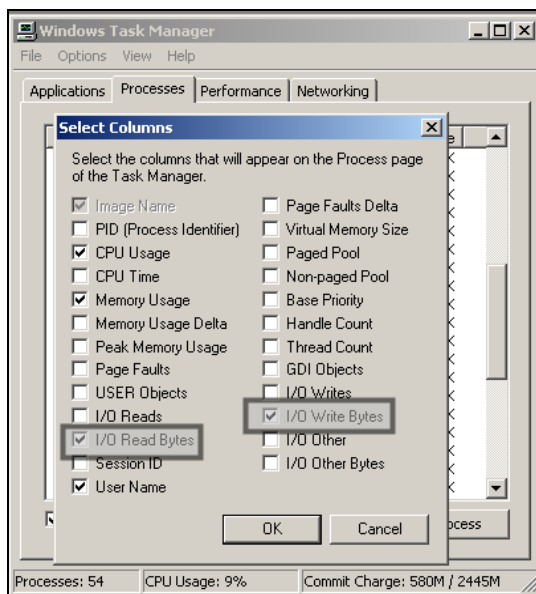 Windows Task Manager
File Options View Help
Applications Processes Performance Networking
Select Columns
Select the columns that will appear on the Process page
of the Task Manager.
Image Name
PID (Process Identifier)
CPU Usage
CPU Time
Memory Usage
Memory Usage Delta
Peak Memory Usage
Page Faults
USER Objects
I/O Reads
I/O Read Bytes
Session ID
User Name
Page Faults Delta
Virtual Memory Size
Paged Pool
Non-paged Pool
Base Priority
Handle Count
Thread Count
GDI Objects
I/O Writes
I/O Write Bytes
I/O Other
I/O Other Bytes
OK Cancel
Processes: 54 CPU Usage: 9% Commit Charge: 580M / 2445M